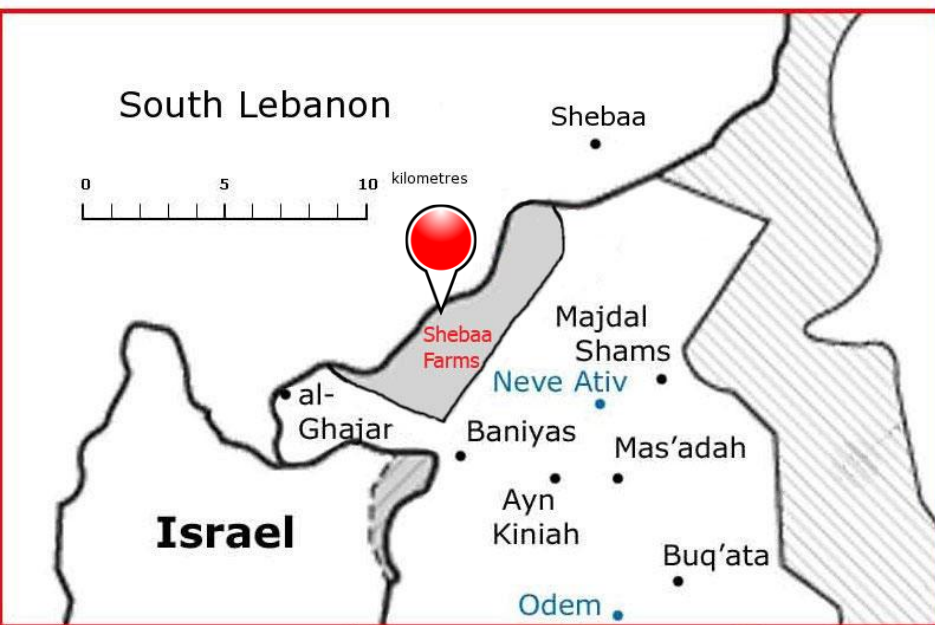 South Lebanon
Shebaa
0 5 10 kilometres
Shebaa
Farms
Majdal
Shams
Neve Ativ
al-
Ghajar
Baniyas
Mas'adah
Ayn
Kiniah
Israel
Buq'ata
Odem